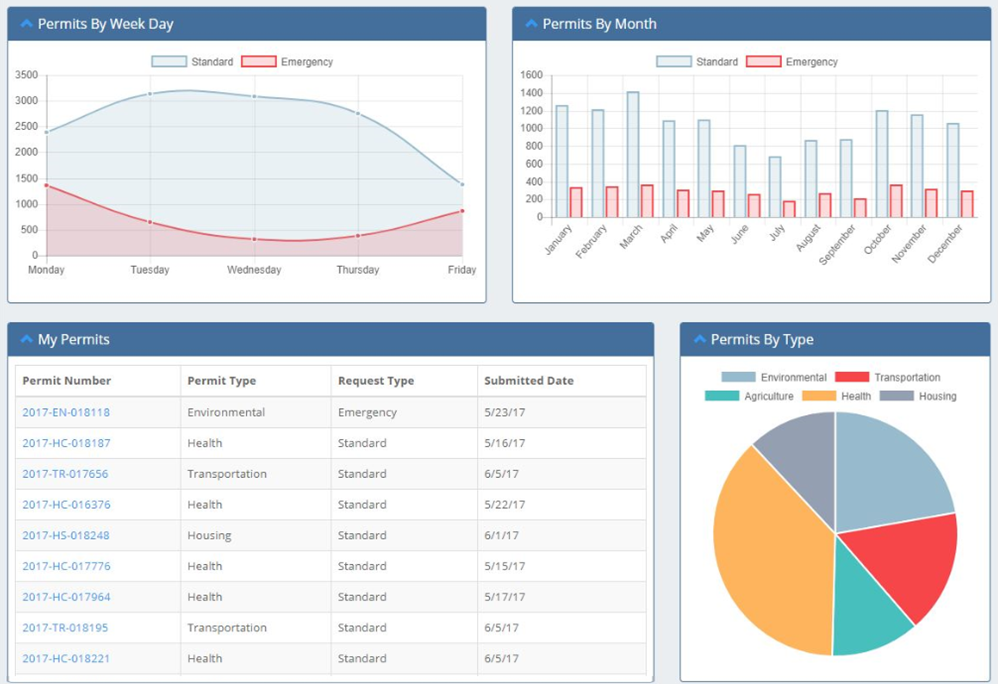 Permits By Week Day
Standard Emergency
3500
3000
2500
2000
1500
1000
500
0
Monday Tuesday Wednesday Thursday Friday
Permits By Month
Standard Emergency
1600
1400
1200
1000
800
600
400
200
0
January February March April May June July August September October November December
My Permits
Permit Number Permit Type Request Type Submitted Date
2017-EN-018118 Environmental Emergency 5/23/17
2017-HC-018187 Health Standard 5/16/17
2017-TR-017656 Transportation Standard 6/5/17
2017-HC-016376 Health Standard 5/22/17
2017-HS-018248 Housing Standard 6/1/17
2017-HC-017776 Health Standard 5/15/17
2017-HC-017964 Health Standard 5/17/17
2017-TR-018195 Transportation Standard 6/5/17
2017-HC-018221 Health Standard 6/5/17
Permits By Type
Environmental Transportation
Agriculture Health Housing